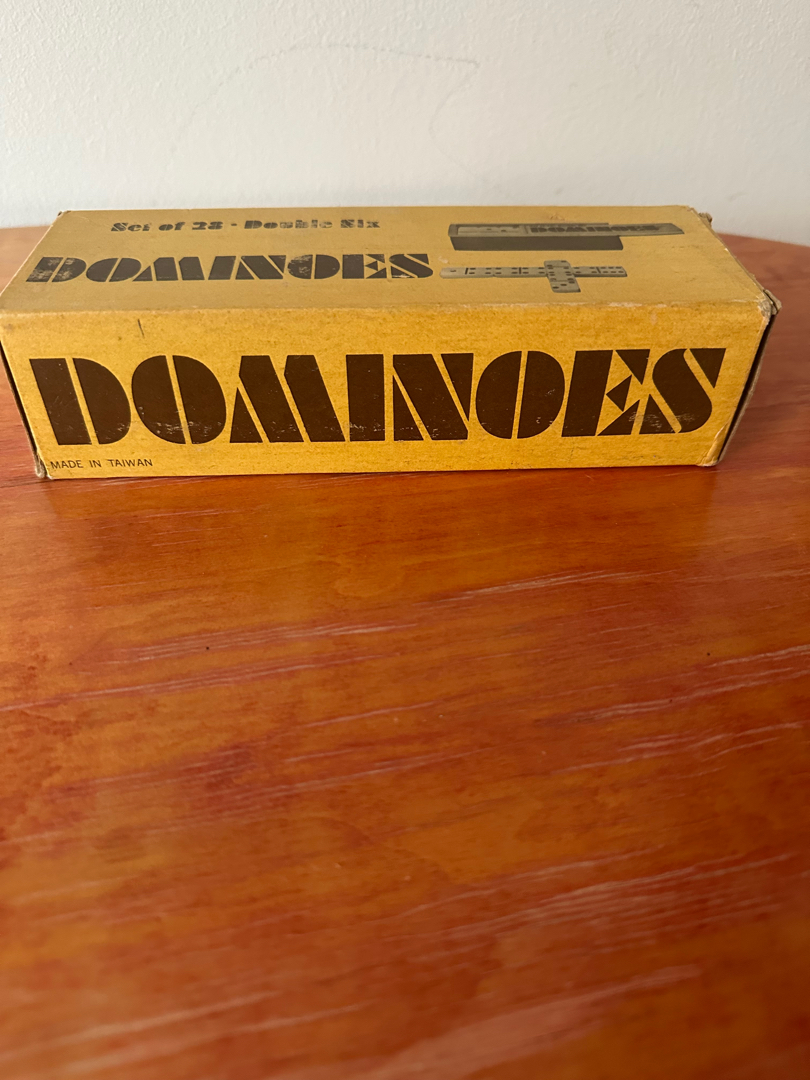 Set of 28 · Double Six
DOMINOES
DOMINOES
DOMINOES
MADE IN TAIWAN